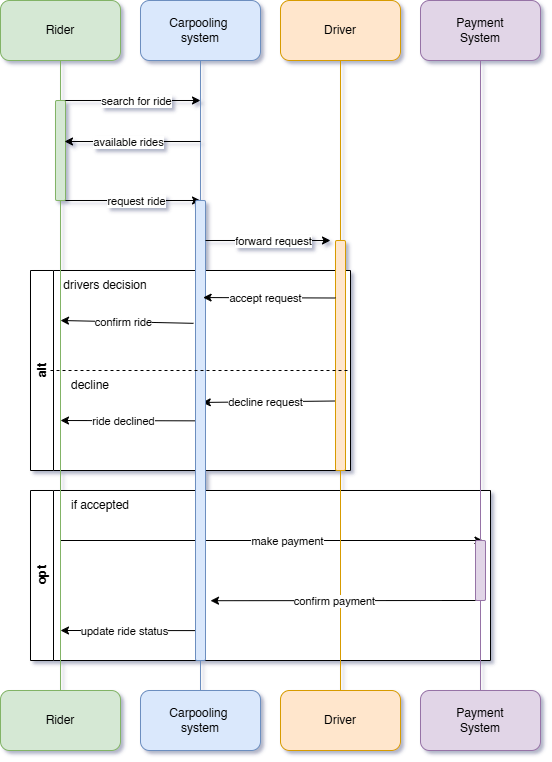 Rider
Carpooling
system
Driver
Payment
System
search for ride
available rides
request ride
forward request
drivers decision
accept request
confirm ride
alt
decline
decline request
ride declined
if accepted
make payment
opt
confirm payment
update ride status
Rider
Carpooling
system
Driver
Payment
System